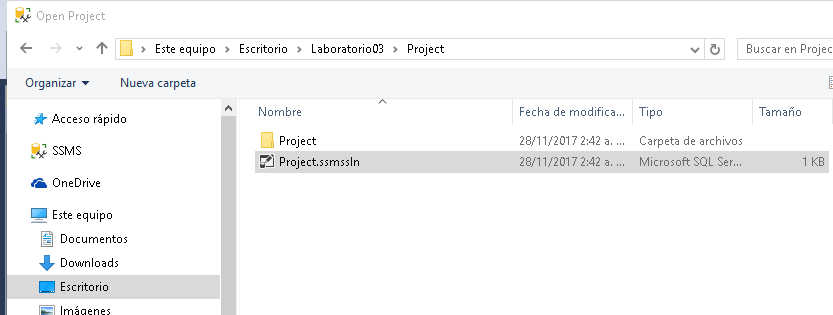 Open Project
Este equipo Escritorio Laboratorio03 Project
Buscar en Projec
Organizar Nueva carpeta
Nombre Fecha de modifica... Tipo Tamaño
Acceso rápido
SSMS
OneDrive
Este equipo
Documentos
Downloads
Escritorio
Imágenes
Project 28/11/2017 2:42 a. ... Carpeta de archivos
Project.ssmssln 28/11/2017 2:42 a. ... Microsoft SQL Ser... 1 KB